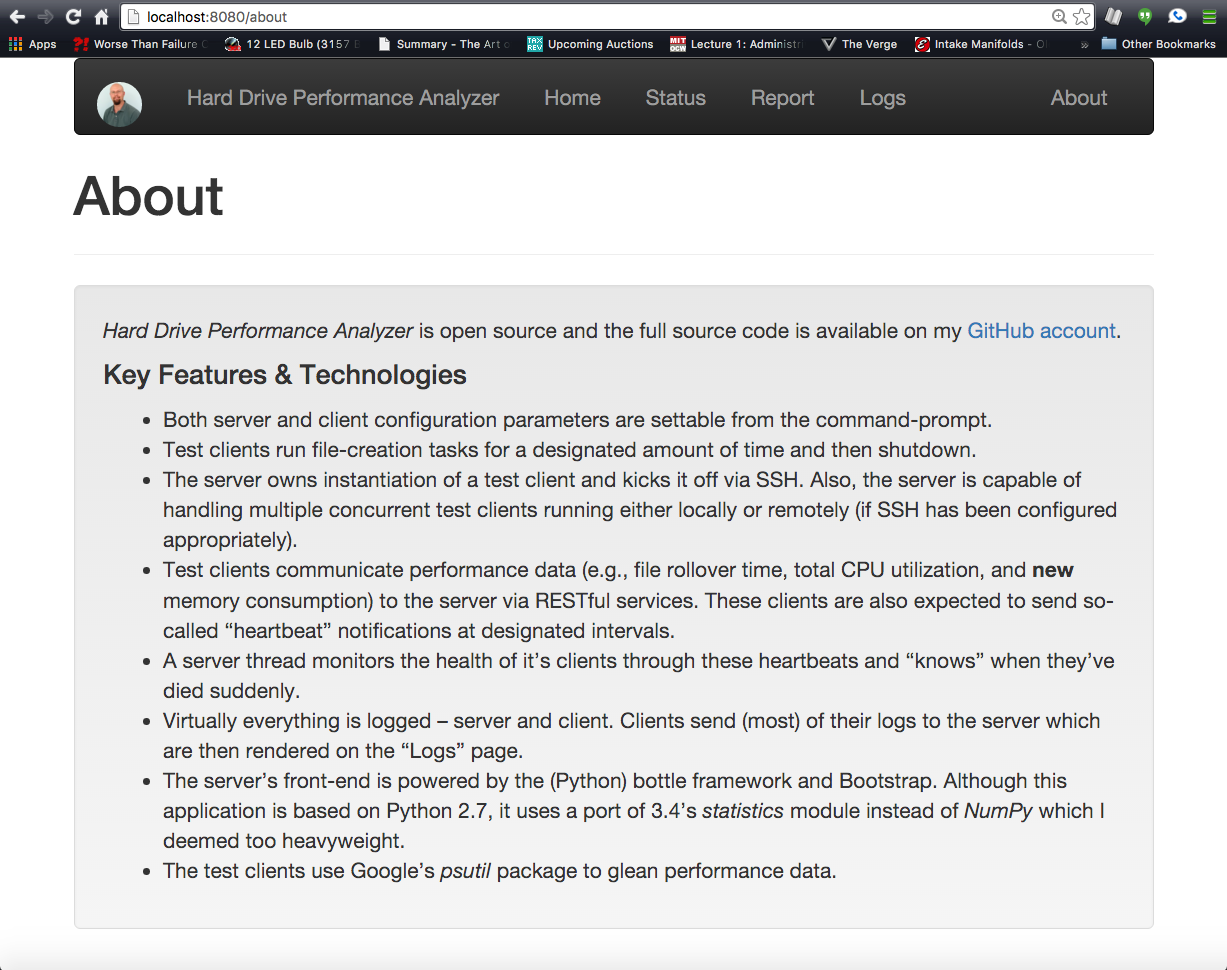 localhost:8080/about
Apps ?! Worse Than Failure 12 LED Bulb (3157 Summary - The Art TAX REV Upcoming Auctions MIT OCW Lecture 1: Administr The Verge Intake Manifolds - » Other Bookmarks
Hard Drive Performance Analyzer Home Status Report Logs About
About
Hard Drive Performance Analyzer is open source and the full source code is available on my GitHub account.
Key Features & Technologies
• Both server and client configuration parameters are settable from the command-prompt.
• Test clients run file-creation tasks for a designated amount of time and then shutdown.
• The server owns instantiation of a test client and kicks it off via SSH. Also, the server is capable of
handling multiple concurrent test clients running either locally or remotely (if SSH has been configured
appropriately).
• Test clients communicate performance data (e.g., file rollover time, total CPU utilization, and new
memory consumption) to the server via RESTful services. These clients are also expected to send so-
called “heartbeat” notifications at designated intervals.
• A server thread monitors the health of it’s clients through these heartbeats and “knows” when they’ve
died suddenly.
• Virtually everything is logged – server and client. Clients send (most) of their logs to the server which
are then rendered on the “Logs” page.
• The server’s front-end is powered by the (Python) bottle framework and Bootstrap. Although this
application is based on Python 2.7, it uses a port of 3.4’s statistics module instead of NumPy which I
deemed too heavyweight.
• The test clients use Google’s psutil package to glean performance data.